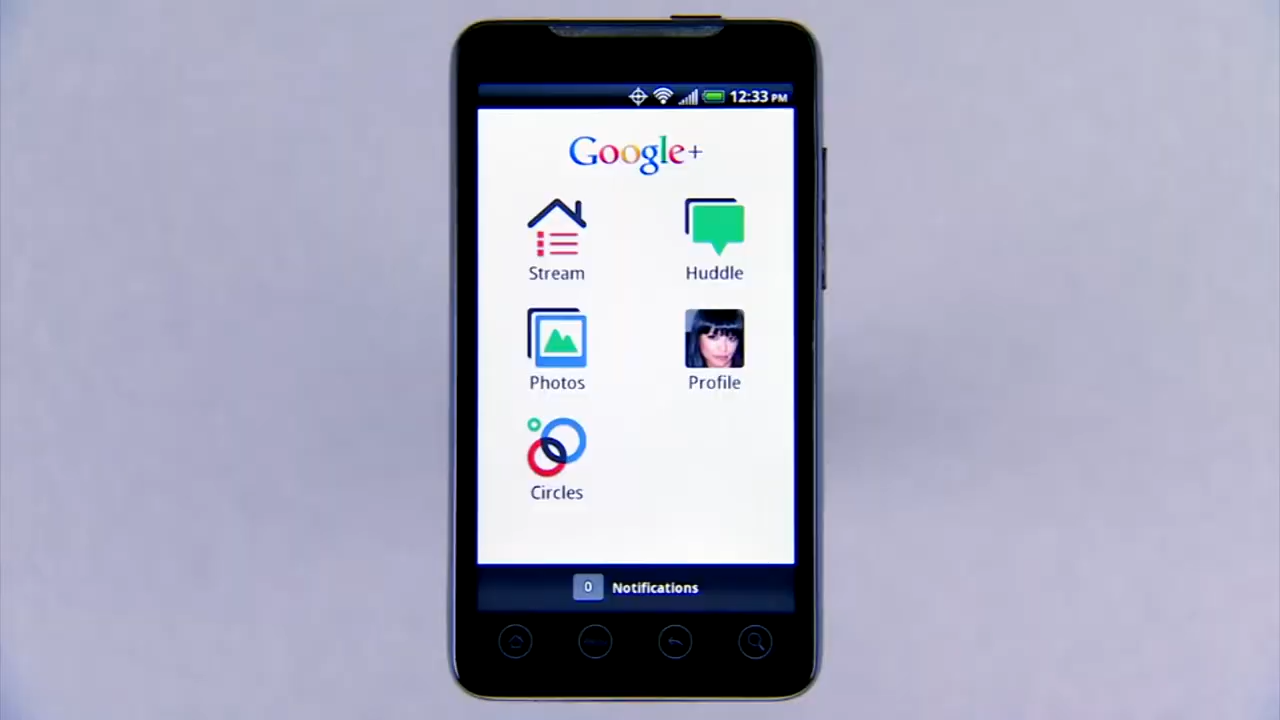 12:33 PM
Google+
Stream
Huddle
Photos
Profile
Circles
0 Notifications